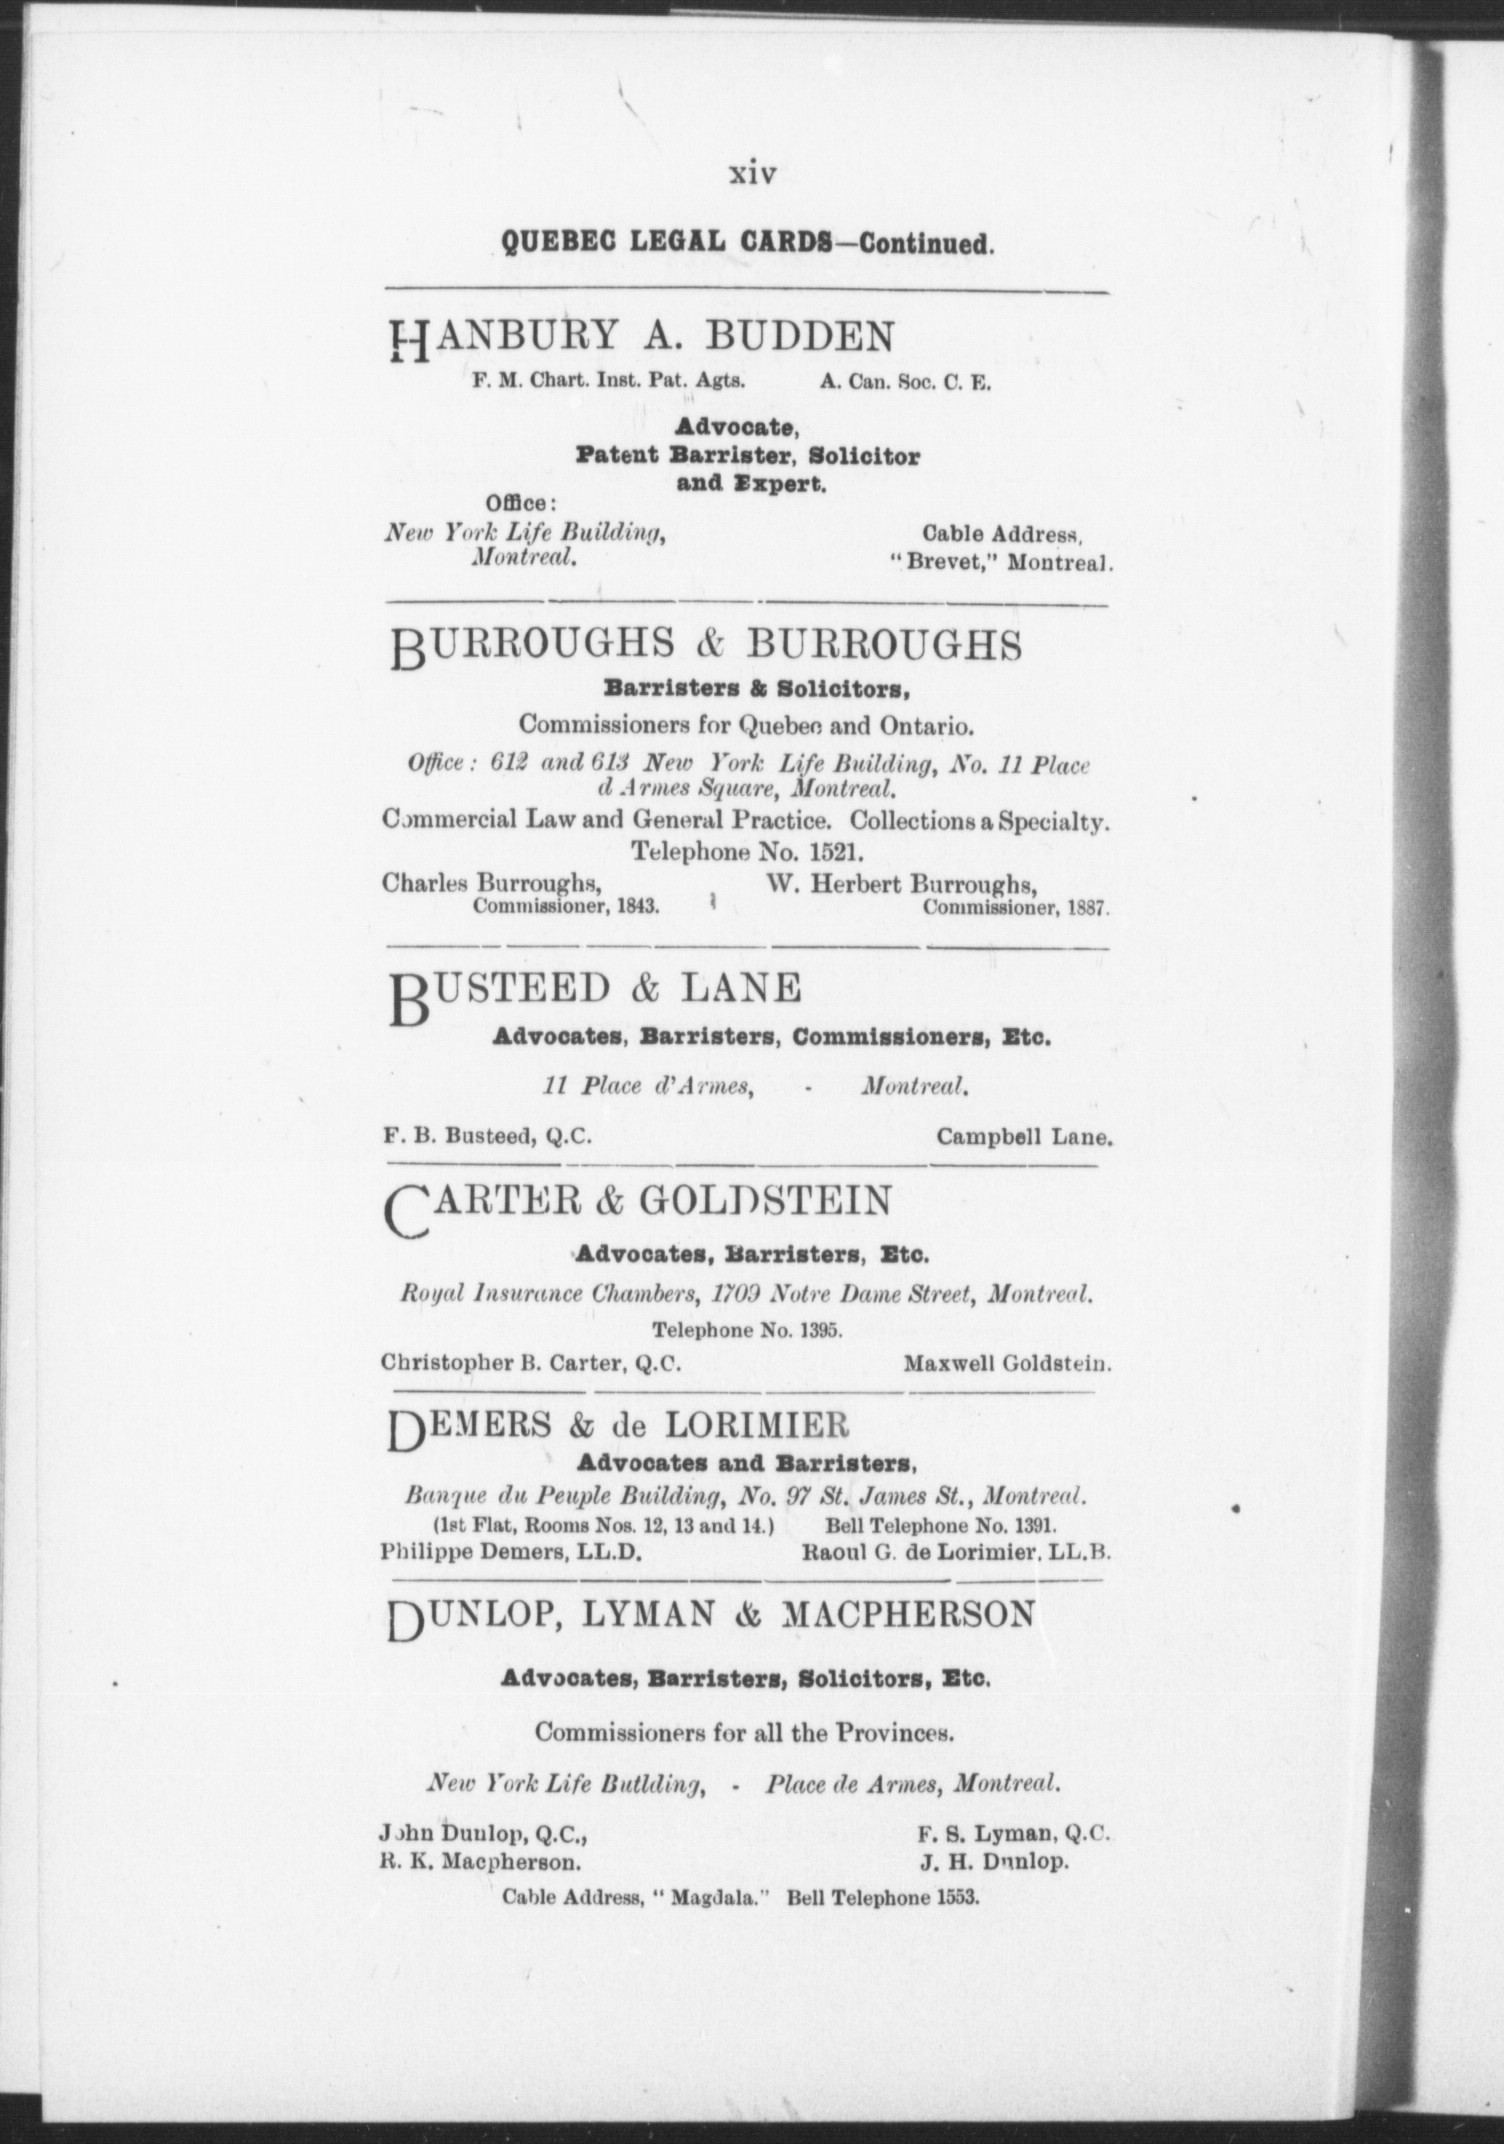 xiv
QUEBEC LEGAL CARDS—Continued.
HANBURY A. BUDDEN
F. M. Chart. Inst. Pat. Agts. A. Can. Soc. C. E.
Advocate,
Patent Barrister, Solicitor
and Expert.
Office:
New York Life Building, Cable Address,
Montreal. "Brevet," Montreal.
BURROUGHS & BURROUGHS
Barristers & Solicitors,
Commissioners for Quebec and Ontario.
Office: 612 and 613 New York Life Building, No. 11 Place
d Armes Square, Montreal.
Commercial Law and General Practice. Collections a Specialty.
Telephone No. 1521.
Charles Burroughs, W. Herbert Burroughs,
Commissioner, 1843. Commissioner, 1887.
BUSTEED & LANE
Advocates, Barristers, Commissioners, Etc.
11 Place d'Armes, - Montreal.
F. B. Busteed, Q.C. Campbell Lane.
CARTER & GOLDSTEIN
Advocates, Barristers, Etc.
Royal Insurance Chambers, 1709 Notre Dame Street, Montreal.
Telephone No. 1395.
Christopher B. Carter, Q.C. Maxwell Goldstein.
DEMERS & de LORIMIER
Advocates and Barristers,
Banque du Peuple Building, No. 97 St. James St., Montreal.
(1st Flat, Rooms Nos. 12, 13 and 14.) Bell Telephone No. 1391.
Philippe Demers, LL.D. Raoul G. de Lorimier, LL.B.
DUNLOP, LYMAN & MACPHERSON
Advocates, Barristers, Solicitors, Etc.
Commissioners for all the Provinces.
New York Life Butlding, - Place de Armes, Montreal.
John Dunlop, Q.C., F. S. Lyman, Q.C.
R. K. Macpherson. J. H. Dunlop.
Cable Address, "Magdala." Bell Telephone 1553.